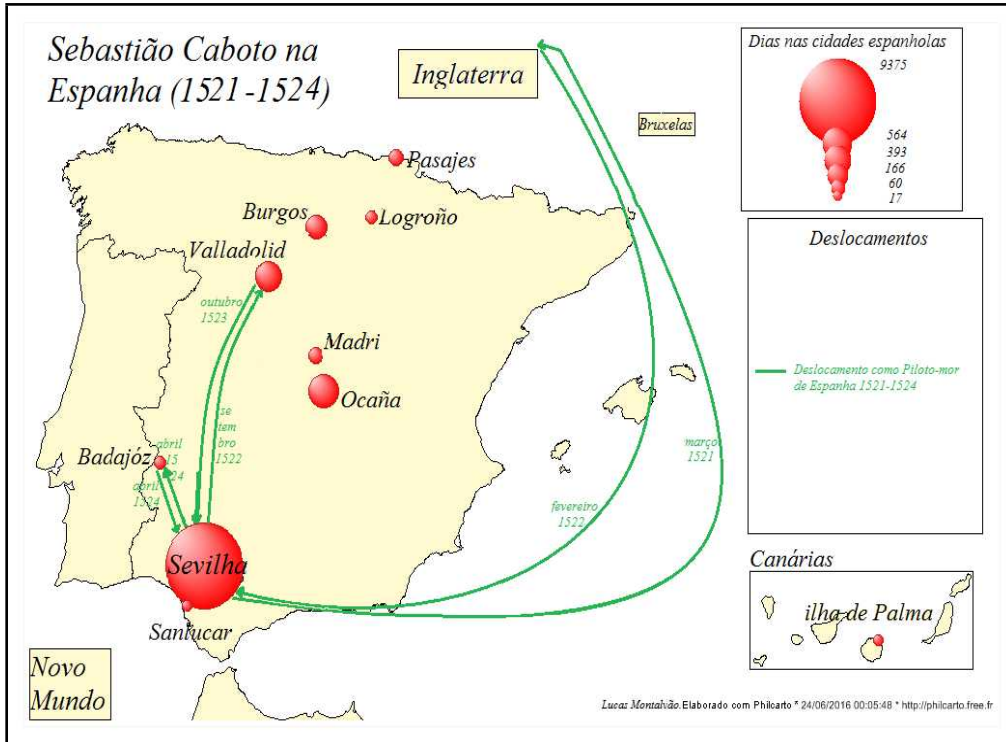 Sebastião Caboto na
Espanha (1521-1524)
Inglaterra
Bruxelas
Dias nas cidades espanholas
9375
564
393
166
60
17
Pasajes
Burgos
Logroño
Valladolid
outubro
1523
Madri
Ocaña
se
tem
bro
1522
Badajóz
abril
15
24
abril
1524
março
1521
fevereiro
1522
Sevilha
Sanlucar
Novo
Mundo
Deslocamentos
Deslocamento como Piloto-mor
de Espanha 1521-1524
Canárias
ilha de Palma
Lucas Montalvão.Elaborado com Philcarto * 24/06/2016 00:05:48 * http://philcarto.free.fr